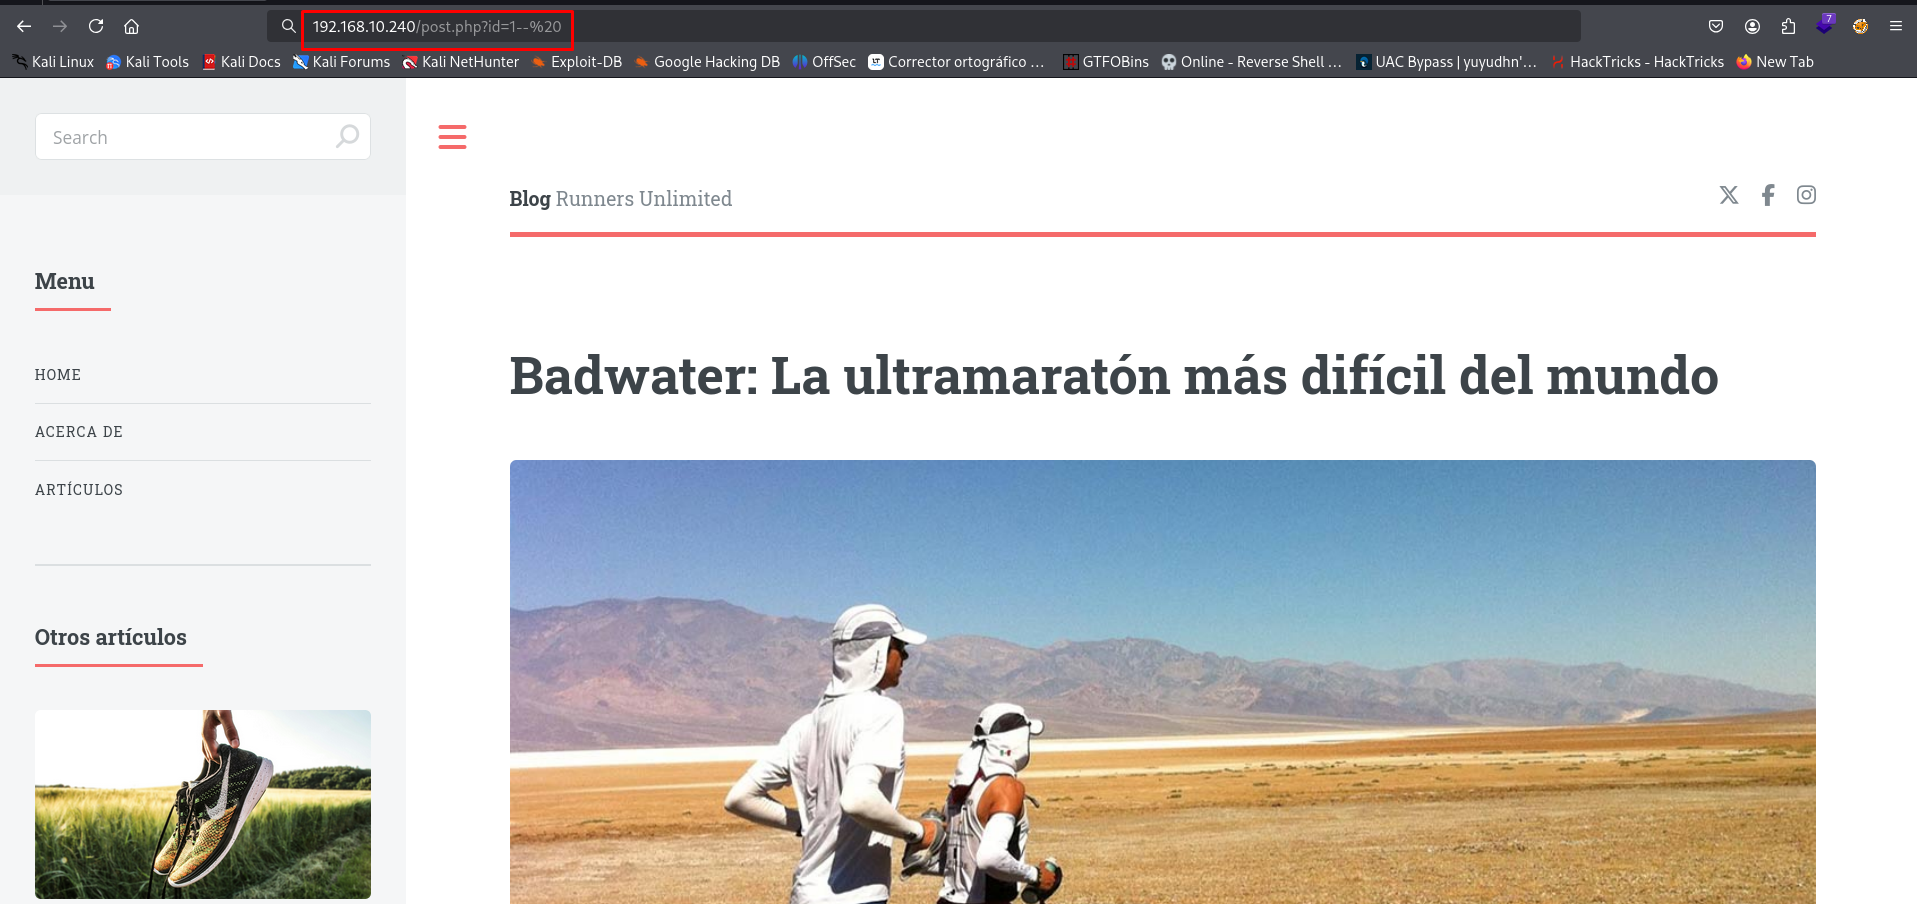 192.168.10.240/post.php?id=1--%20
7
Kali Linux Kali Tools Kali Docs Kali Forums Kali NetHunter Exploit-DB Google Hacking DB OffSec Corrector ortográfico ... GTFOBins Online - Reverse Shell ... UAC Bypass | yuyudhn'... HackTricks - HackTricks New Tab
Search
Blog Runners Unlimited
Menu
HOME
ACERCA DE
ARTÍCULOS
Otros artículos
Badwater: La ultramaratón más difícil del mundo